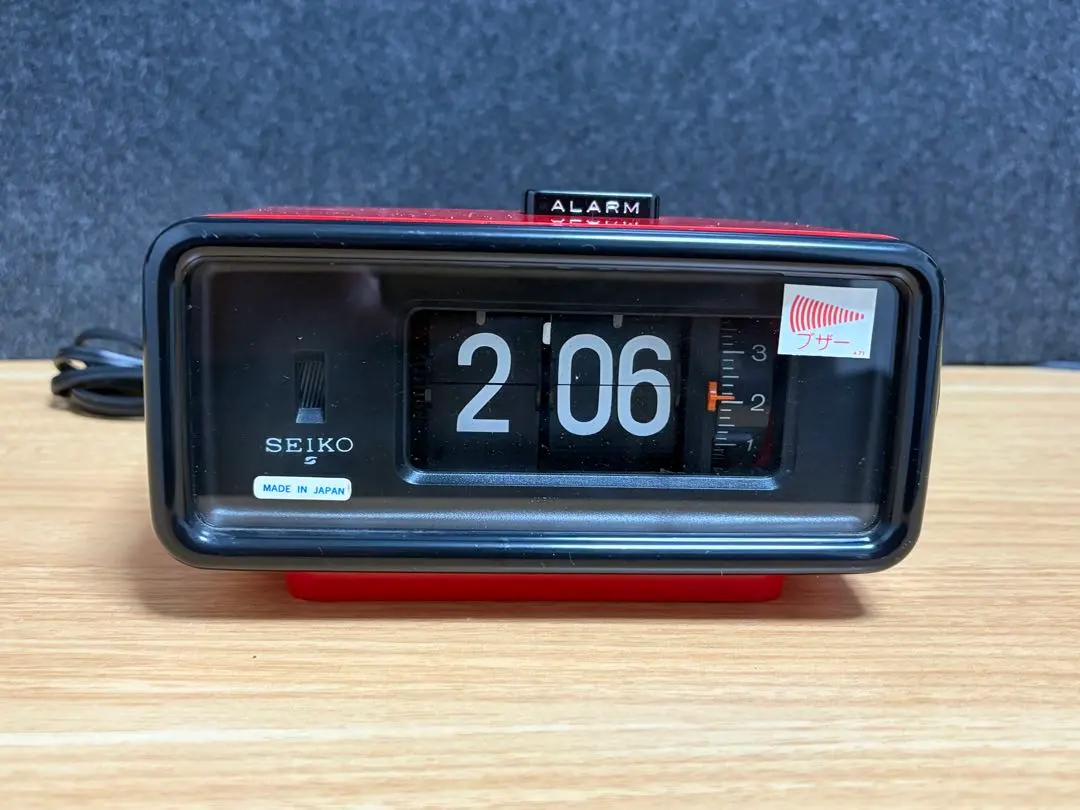 ALARM
ブザー
2 06
3
2
1
SEIKO
MADE IN JAPAN